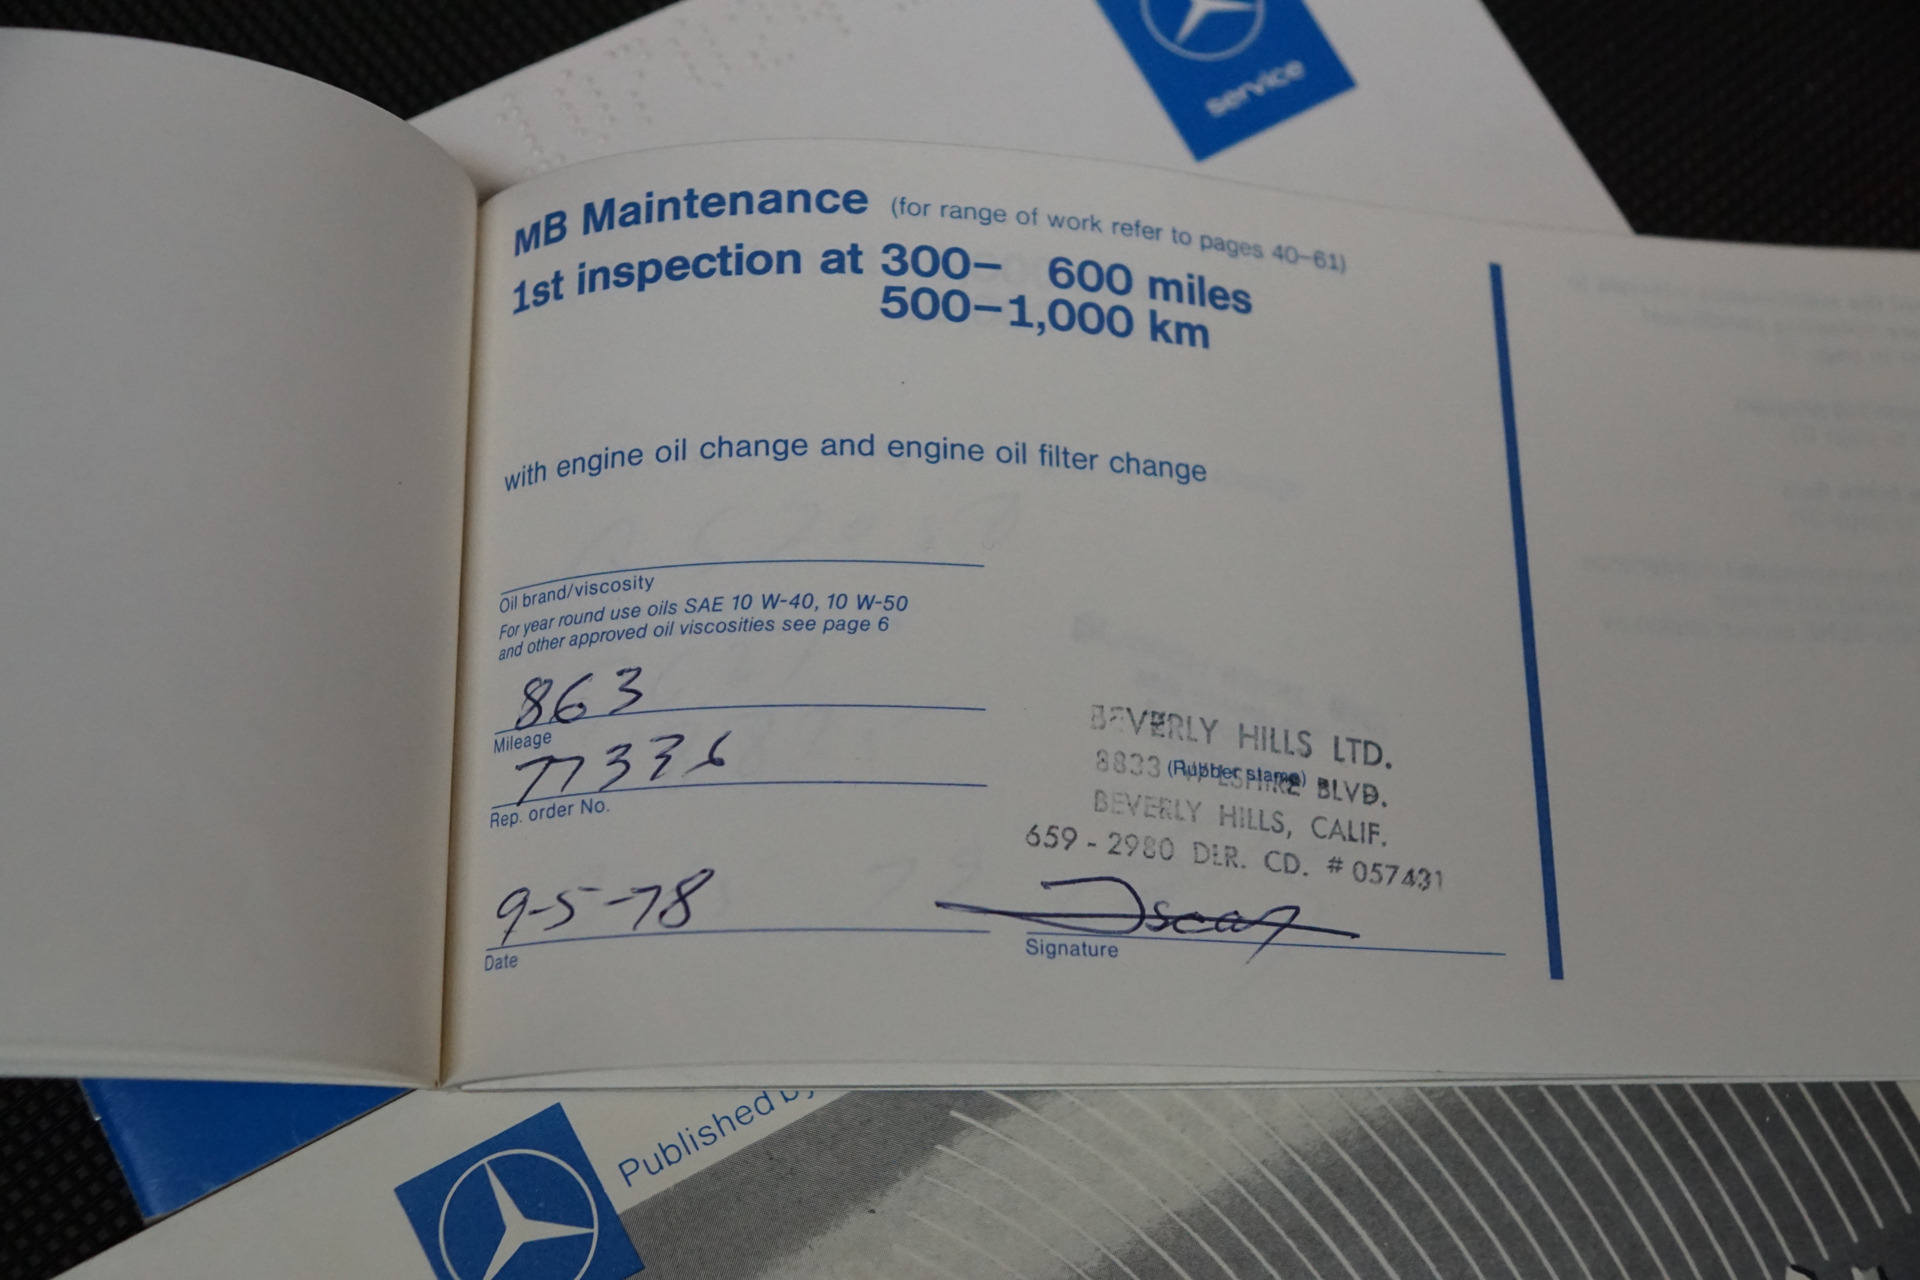 service
MB Maintenance (for range of work refer to pages 40–61)
1st inspection at 300– 600 miles
500–1,000 km
with engine oil change and engine oil filter change
Oil brand/viscosity
For year round use oils SAE 10 W-40, 10 W-50
and other approved oil viscosities see page 6
863
Mileage
77336
Rep. order No.
9-5-78
Date
BEVERLY HILLS LTD.
8833 WILSHIRE BLVD.
(Rubber stamp)
BEVERLY HILLS, CALIF.
659-2980 DLR. CD. # 057431
Signature
Published by